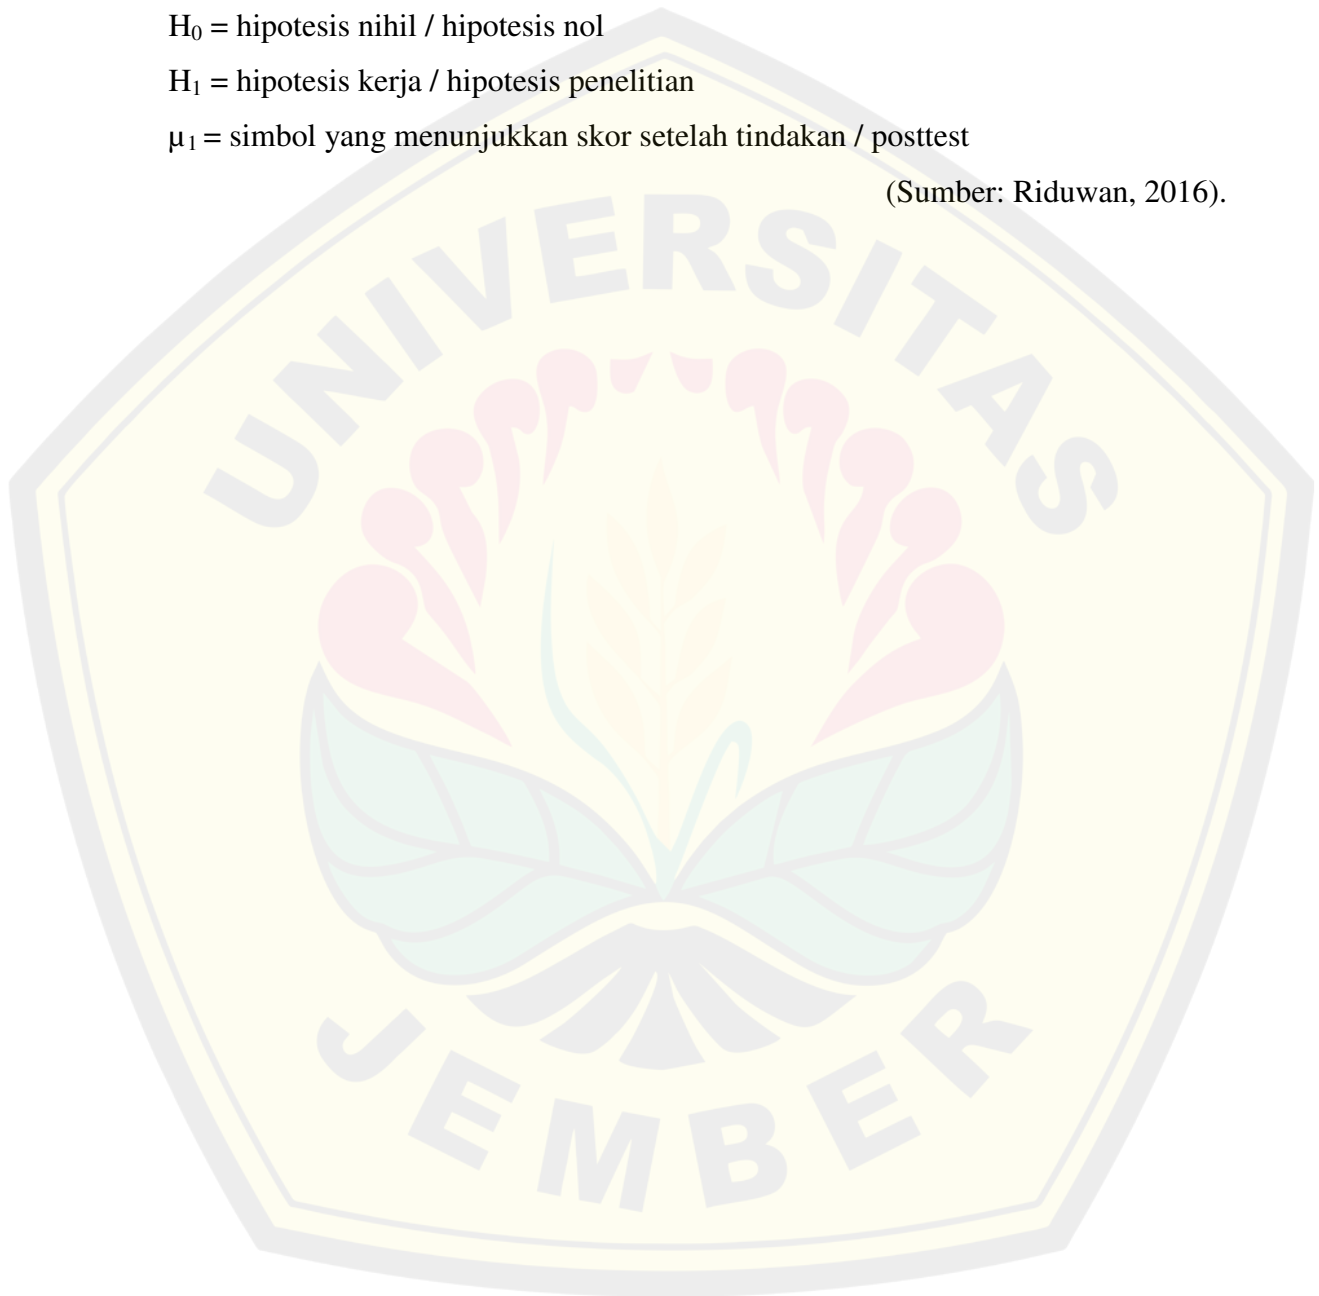 H₀ = hipotesis nihil / hipotesis nol
H₁ = hipotesis kerja / hipotesis penelitian
μ₁ = simbol yang menunjukkan skor setelah tindakan / posttest
(Sumber: Riduwan, 2016).
UNIVERSITAS
JEMBER